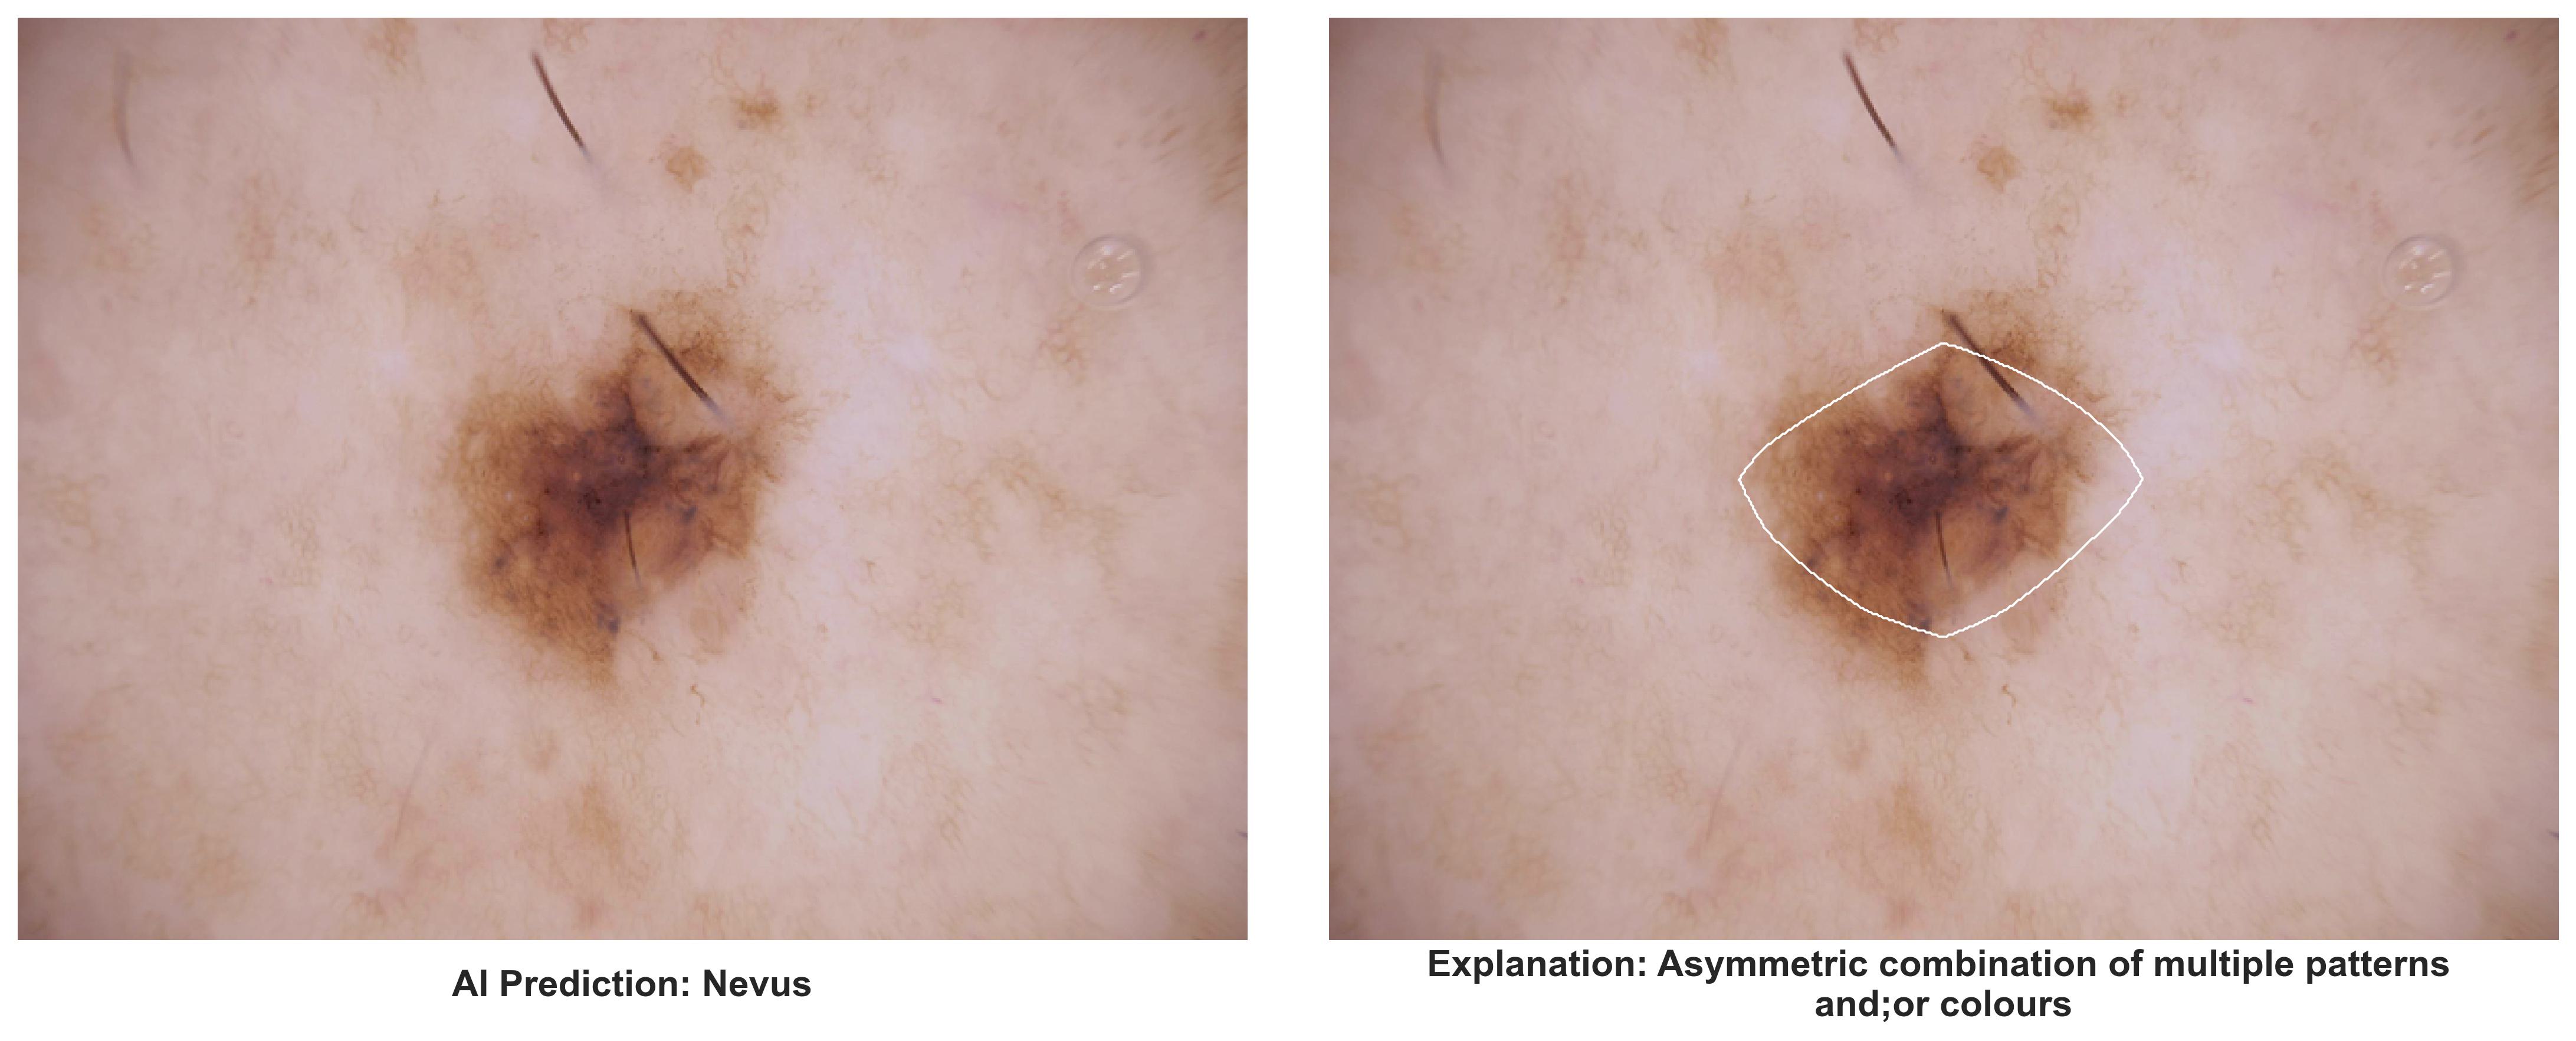 AI Prediction: Nevus
Explanation: Asymmetric combination of multiple patterns
and;or colours